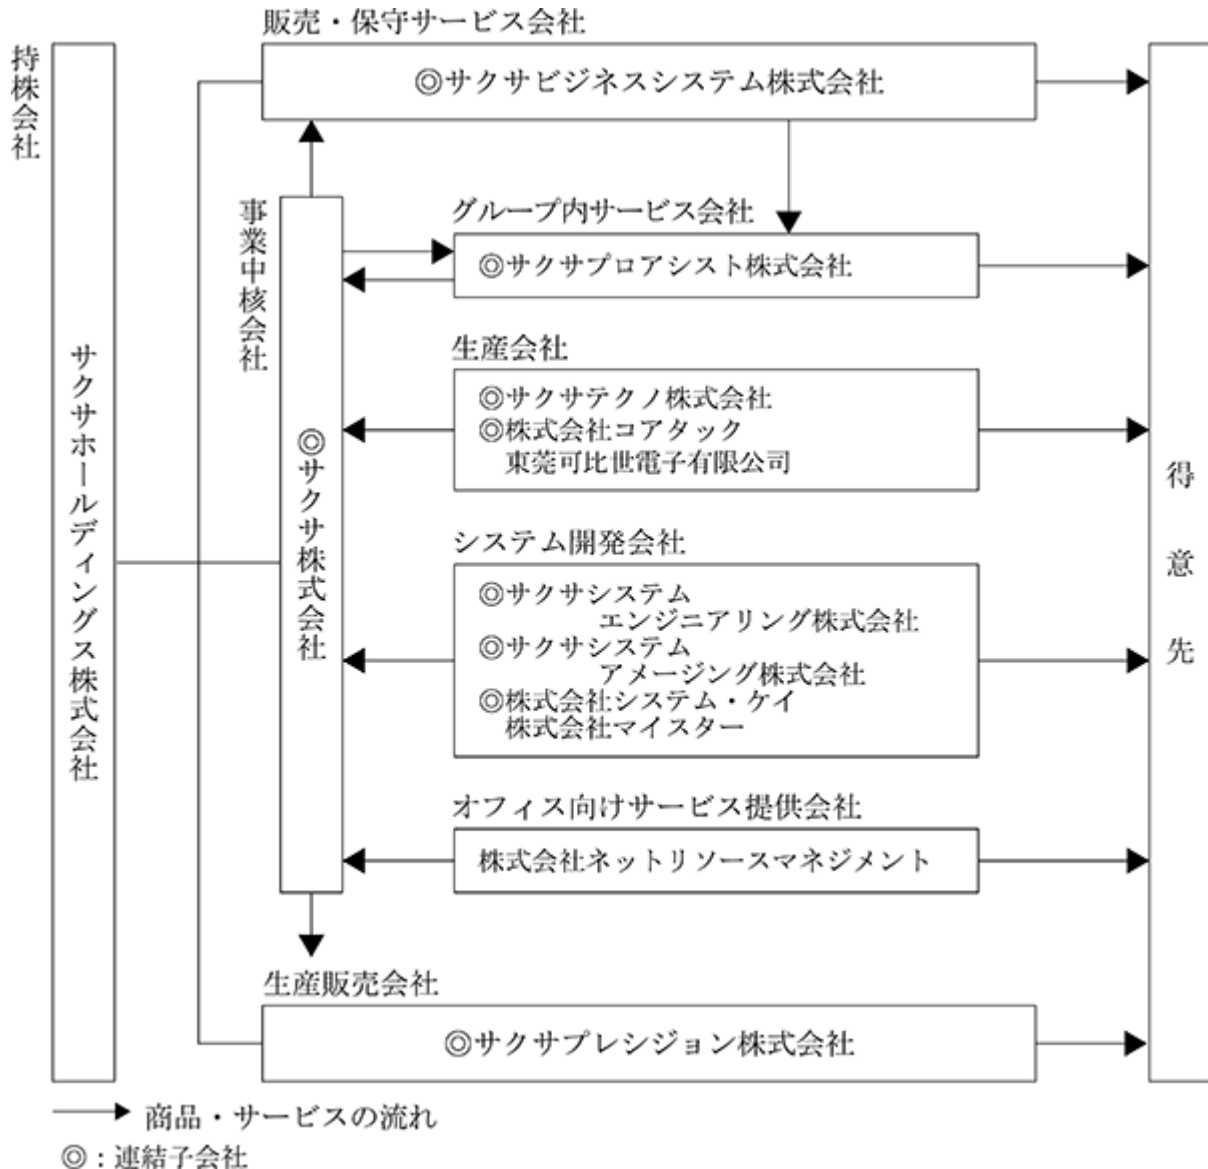 販売・保守サービス会社
持株会社
◎サクサビジネスシステム株式会社
事業中核会社
グループ内サービス会社
◎サクサプロアシスト株式会社
生産会社
◎サクサテクノ株式会社
◎株式会社コアタック
東莞可比世電子有限公司
サクサホールディングス株式会社
◎サクサ株式会社
得意先
システム開発会社
◎サクサシステム
エンジニアリング株式会社
◎サクサシステム
アメージング株式会社
◎株式会社システム・ケイ
株式会社マイスター
オフィス向けサービス提供会社
株式会社ネットリソースマネジメント
生産販売会社
◎サクサプレシジョン株式会社
商品・サービスの流れ
◎：連結子会社